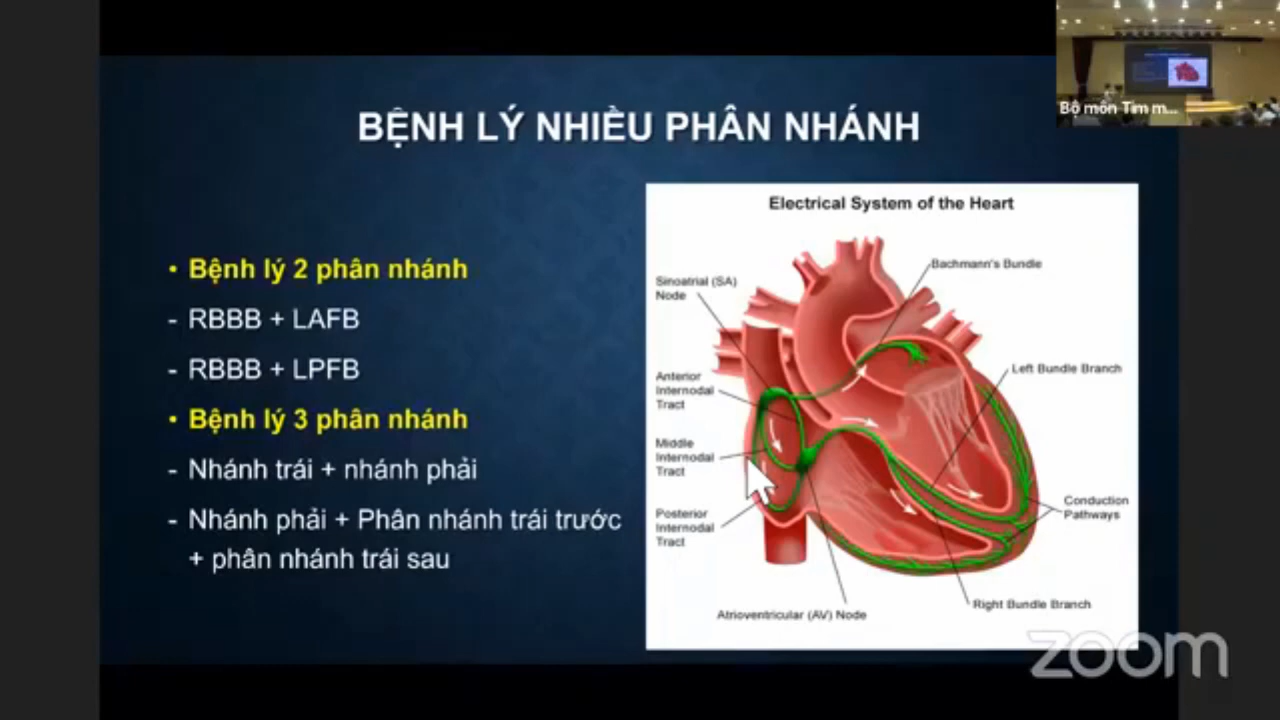 Bộ môn Tim m...
BỆNH LÝ NHIỀU PHÂN NHÁNH
• Bệnh lý 2 phân nhánh
- RBBB + LAFB
- RBBB + LPFB
• Bệnh lý 3 phân nhánh
- Nhánh trái + nhánh phải
- Nhánh phải + Phân nhánh trái trước
+ phân nhánh trái sau
Electrical System of the Heart
Bachmann's Bundle
Sinoatrial (SA)
Node
Left Bundle Branch
Anterior
Internodal
Tract
Middle
Internodal
Tract
Conduction
Pathways
Posterior
Internodal
Tract
Right Bundle Branch
Atrioventricular (AV) Node
zoom